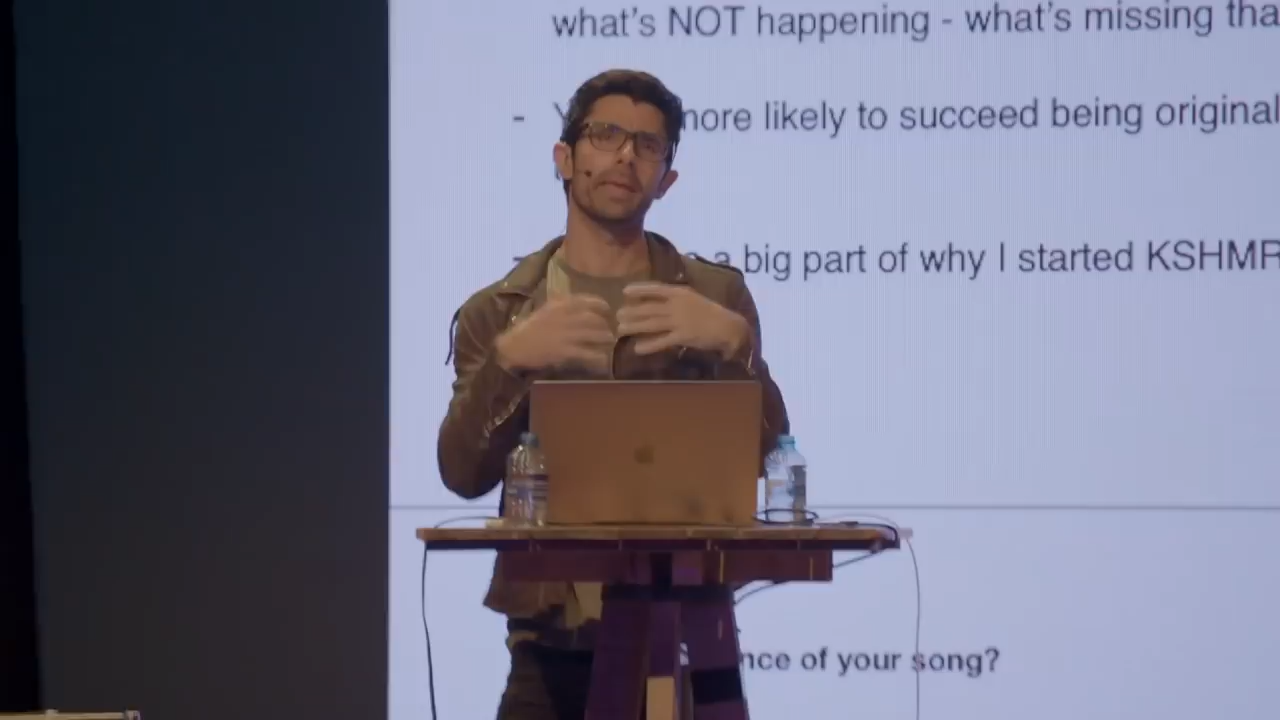 what's NOT happening - what's missing tha
- more likely to succeed being original
- a big part of why I started KSHMR
nce of your song?